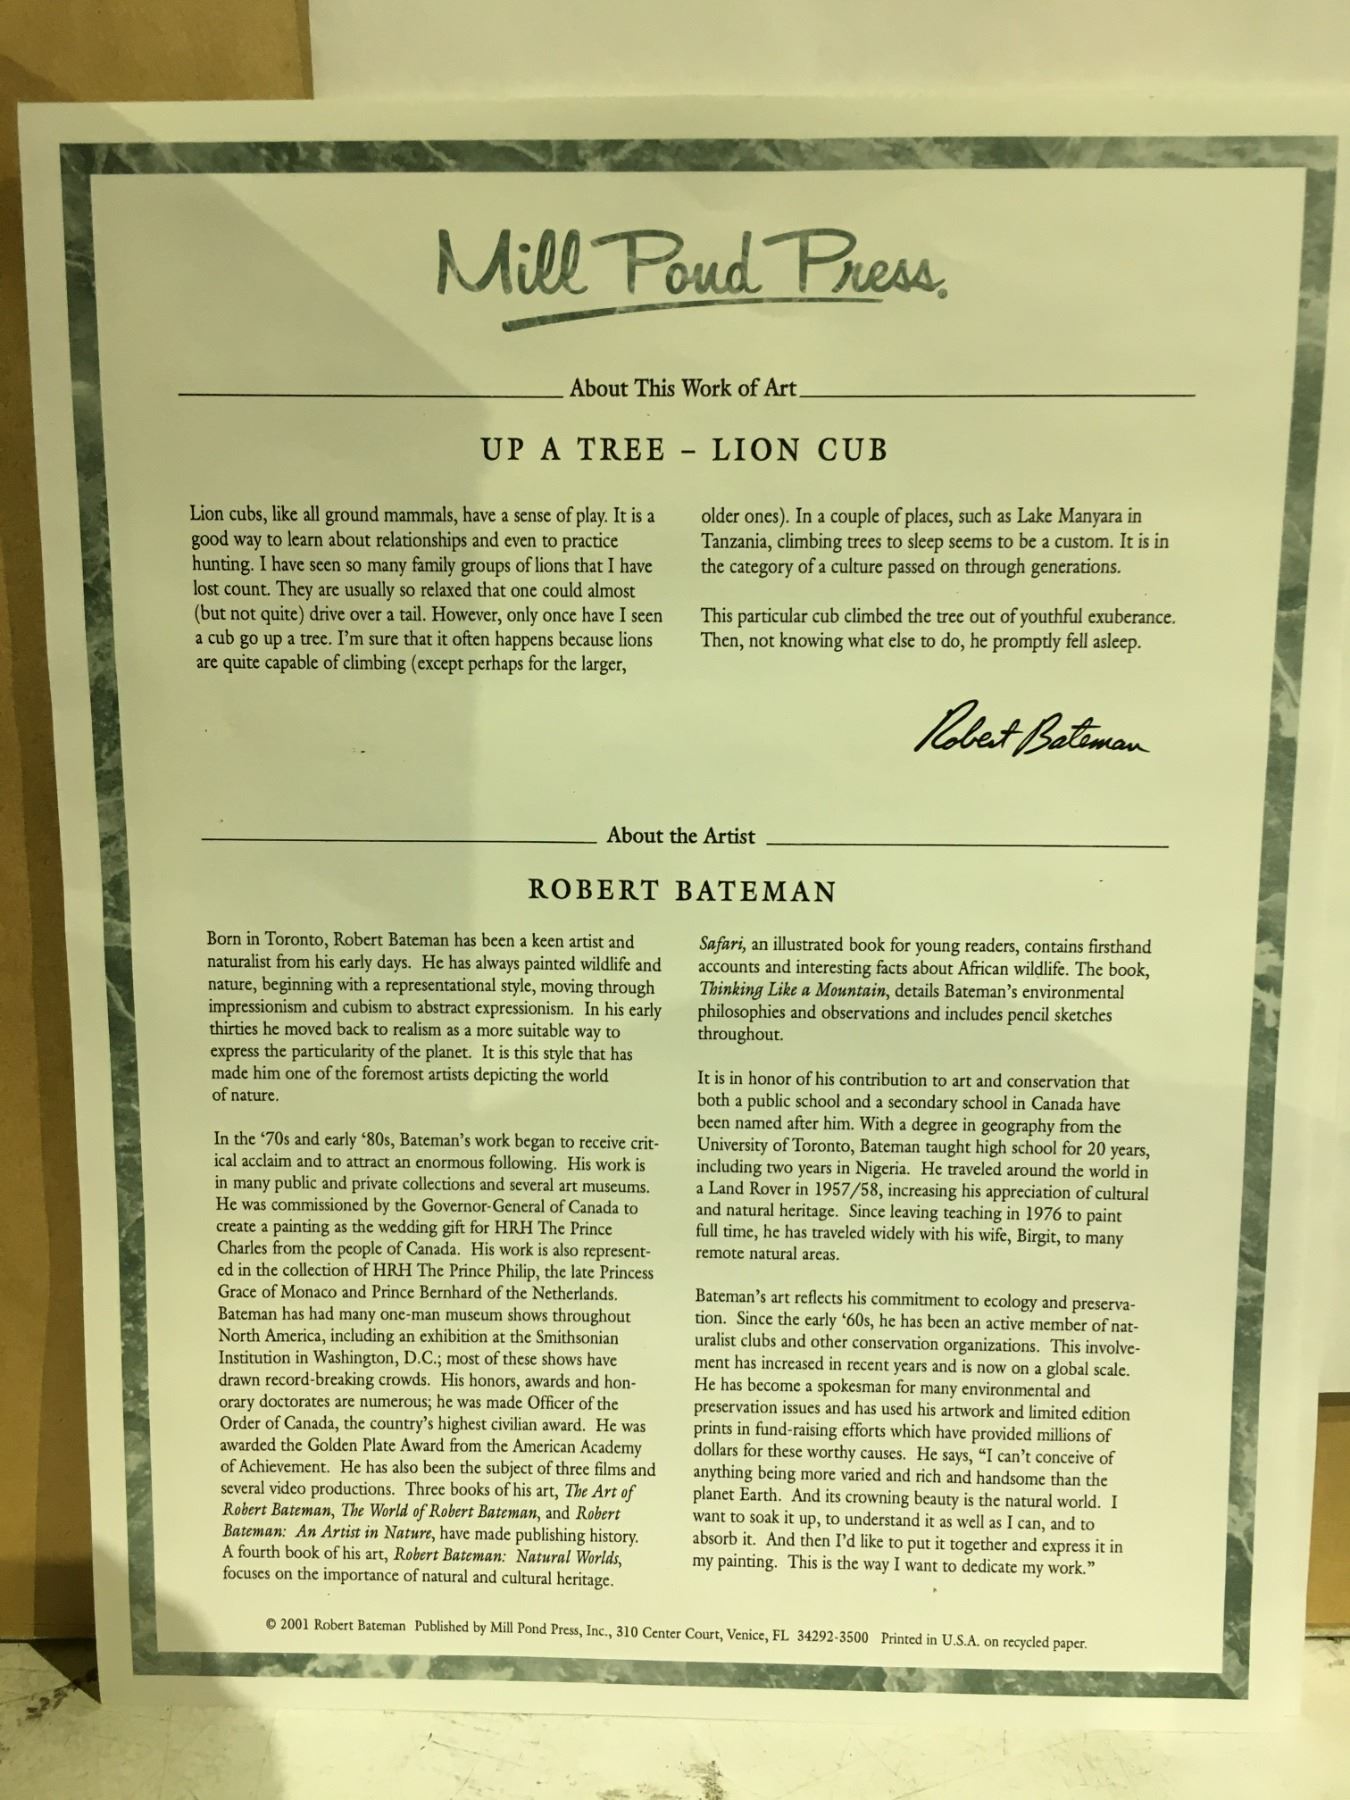 Mill Pond Press.
About This Work of Art
UP A TREE – LION CUB
Lion cubs, like all ground mammals, have a sense of play. It is a
good way to learn about relationships and even to practice
hunting. I have seen so many family groups of lions that I have
lost count. They are usually so relaxed that one could almost
(but not quite) drive over a tail. However, only once have I seen
a cub go up a tree. I'm sure that it often happens because lions
are quite capable of climbing (except perhaps for the larger,
older ones). In a couple of places, such as Lake Manyara in
Tanzania, climbing trees to sleep seems to be a custom. It is in
the category of a culture passed on through generations.
This particular cub climbed the tree out of youthful exuberance.
Then, not knowing what else to do, he promptly fell asleep.
Robert Bateman
About the Artist
ROBERT BATEMAN
Born in Toronto, Robert Bateman has been a keen artist and
naturalist from his early days. He has always painted wildlife and
nature, beginning with a representational style, moving through
impressionism and cubism to abstract expressionism. In his early
thirties he moved back to realism as a more suitable way to
express the particularity of the planet. It is this style that has
made him one of the foremost artists depicting the world
of nature.
In the ‘70s and early ‘80s, Bateman's work began to receive crit-
ical acclaim and to attract an enormous following. His work is
in many public and private collections and several art museums.
He was commissioned by the Governor-General of Canada to
create a painting as the wedding gift for HRH The Prince
Charles from the people of Canada. His work is also represent-
ed in the collection of HRH The Prince Philip, the late Princess
Grace of Monaco and Prince Bernhard of the Netherlands.
Bateman has had many one-man museum shows throughout
North America, including an exhibition at the Smithsonian
Institution in Washington, D.C.; most of these shows have
drawn record-breaking crowds. His honors, awards and hon-
orary doctorates are numerous; he was made Officer of the
Order of Canada, the country's highest civilian award. He was
awarded the Golden Plate Award from the American Academy
of Achievement. He has also been the subject of three films and
several video productions. Three books of his art, The Art of
Robert Bateman, The World of Robert Bateman, and Robert
Bateman: An Artist in Nature, have made publishing history.
A fourth book of his art, Robert Bateman: Natural Worlds,
focuses on the importance of natural and cultural heritage.
Safari, an illustrated book for young readers, contains firsthand
accounts and interesting facts about African wildlife. The book,
Thinking Like a Mountain, details Bateman's environmental
philosophies and observations and includes pencil sketches
throughout.
It is in honor of his contribution to art and conservation that
both a public school and a secondary school in Canada have
been named after him. With a degree in geography from the
University of Toronto, Bateman taught high school for 20 years,
including two years in Nigeria. He traveled around the world in
a Land Rover in 1957/58, increasing his appreciation of cultural
and natural heritage. Since leaving teaching in 1976 to paint
full time, he has traveled widely with his wife, Birgit, to many
remote natural areas.
Bateman's art reflects his commitment to ecology and preserva-
tion. Since the early ‘60s, he has been an active member of nat-
uralist clubs and other conservation organizations. This involve-
ment has increased in recent years and is now on a global scale.
He has become a spokesman for many environmental and
preservation issues and has used his artwork and limited edition
prints in fund-raising efforts which have provided millions of
dollars for these worthy causes. He says, “I can't conceive of
anything being more varied and rich and handsome than the
planet Earth. And its crowning beauty is the natural world. I
want to soak it up, to understand it as well as I can, and to
absorb it. And then I'd like to put it together and express it in
my painting. This is the way I want to dedicate my work.”
© 2001 Robert Bateman Published by Mill Pond Press, Inc., 310 Center Court, Venice, FL 34292-3500 Printed in U.S.A. on recycled paper.